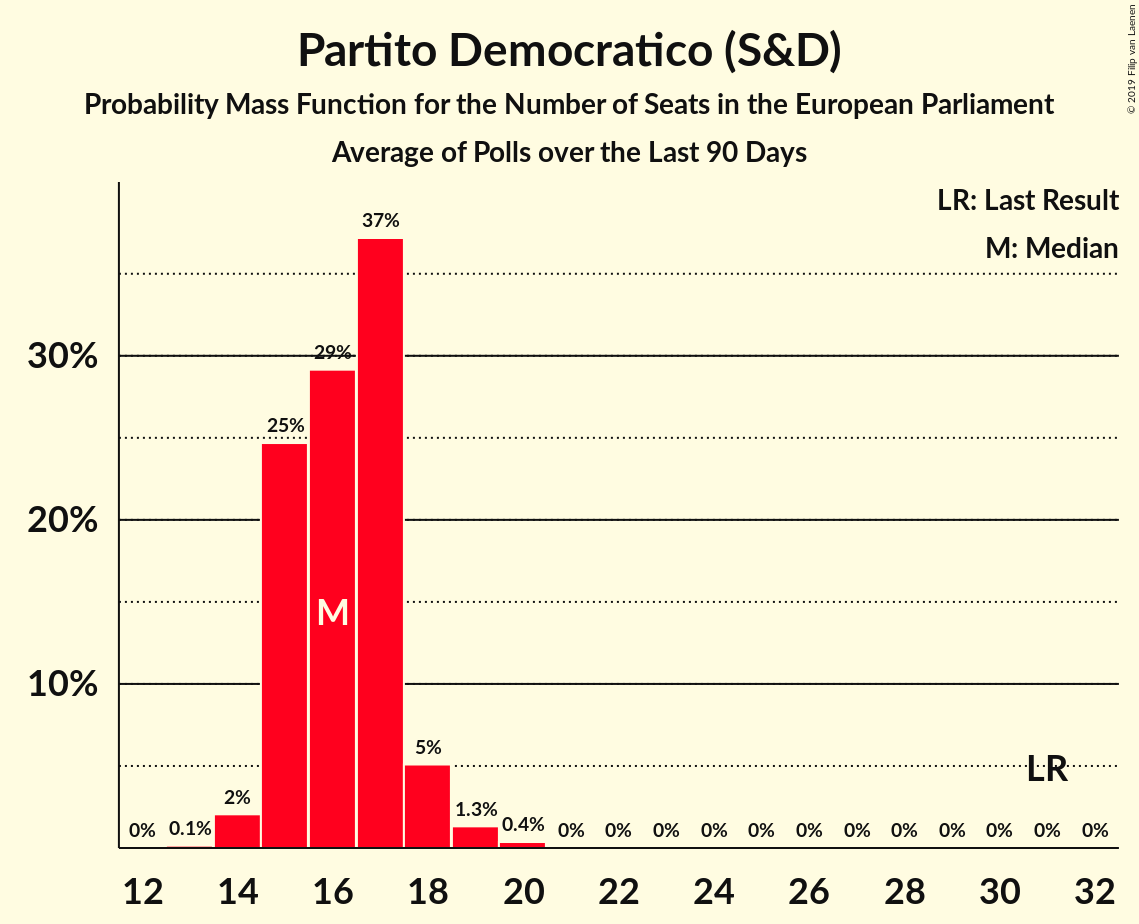 Partito Democratico (S&D)
Probability Mass Function for the Number of Seats in the European Parliament
Average of Polls over the Last 90 Days
© 2019 Filip van Laenen
LR: Last Result
M: Median
30%
20%
10%
0%
0.1%
2%
25%
29%
37%
5%
1.3%
0.4%
0%
0%
0%
0%
0%
0%
0%
0%
0%
0%
0%
0%
M
LR
12 14 16 18 20 22 24 26 28 30 32